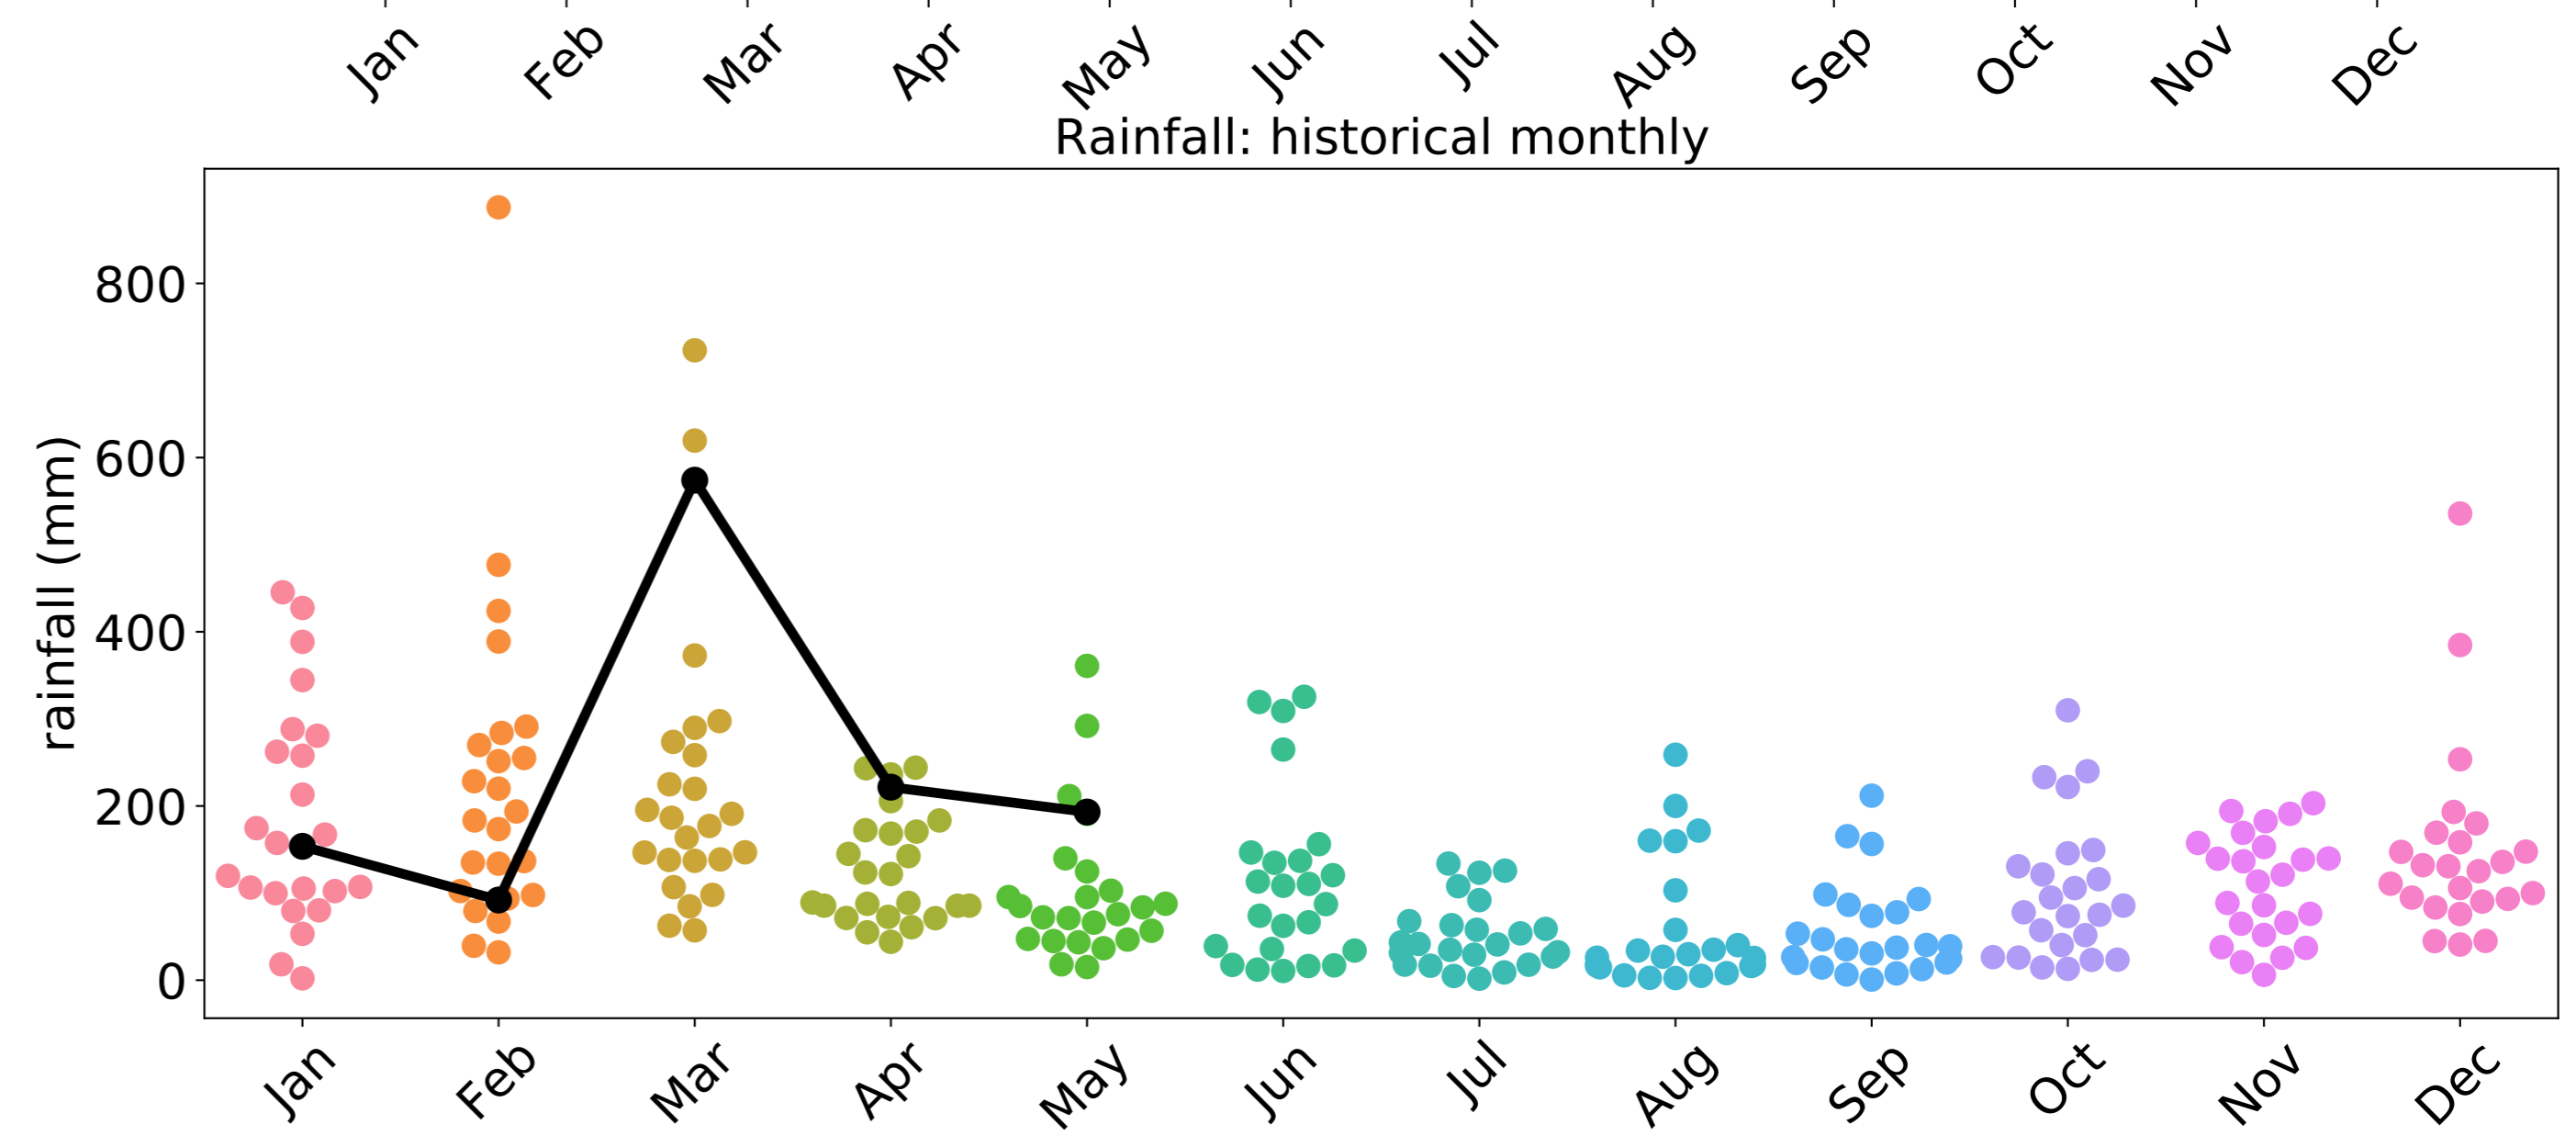 Jan Feb Mar Apr May Jun Jul Aug Sep Oct Nov Dec
Rainfall: historical monthly
rainfall (mm)
800
600
400
200
0
Jan Feb Mar Apr May Jun Jul Aug Sep Oct Nov Dec